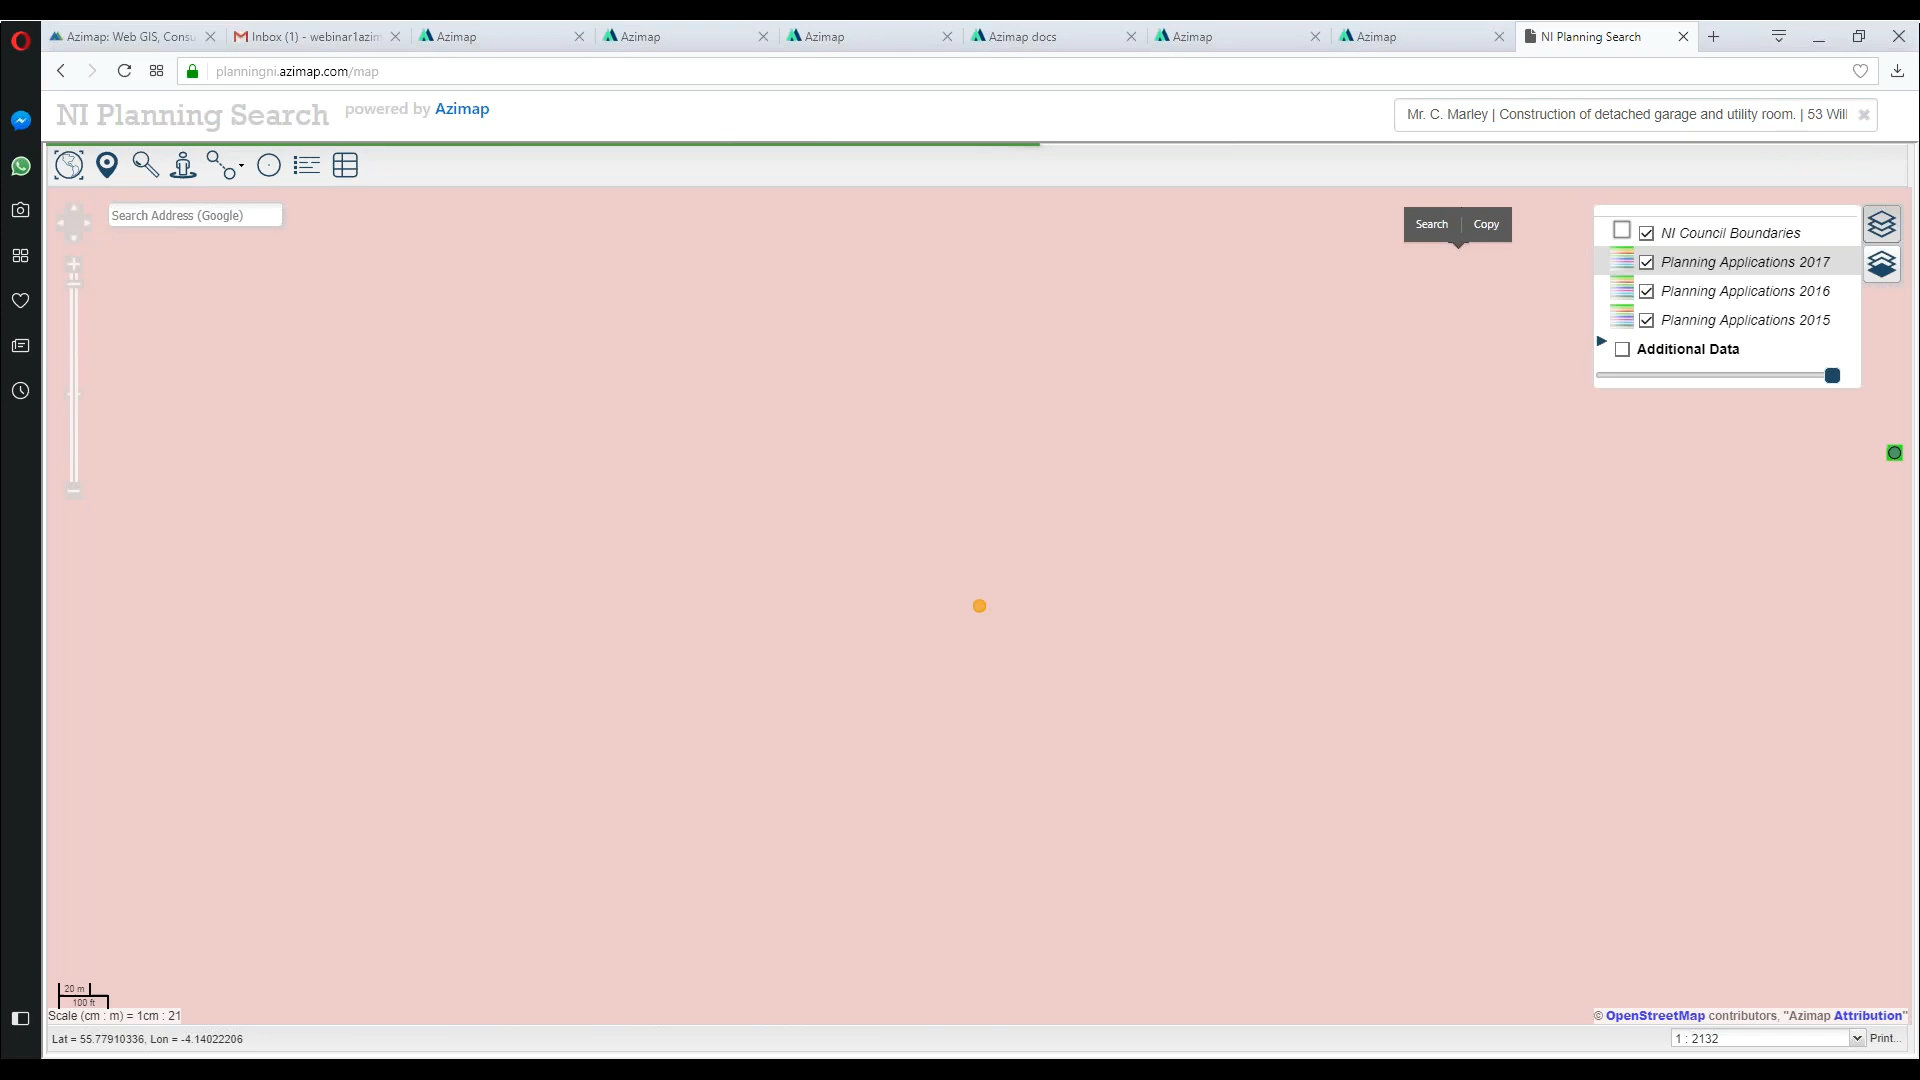 Azimap: Web GIS, Consu
Inbox (1) - webinar1azim
Azimap
Azimap
Azimap
Azimap docs
Azimap
Azimap
NI Planning Search
planningni.azimap.com/map
NI Planning Search
powered by Azimap
Mr. C. Marley | Construction of detached garage and utility room. | 53 Will
Search Address (Google)
Search
Copy
NI Council Boundaries
Planning Applications 2017
Planning Applications 2016
Planning Applications 2015
Additional Data
20 m
100 ft
Scale (cm : m) = 1cm : 21
© OpenStreetMap contributors, "Azimap Attribution"
Lat = 55.77910336, Lon = -4.14022206
1 : 2132
Print...